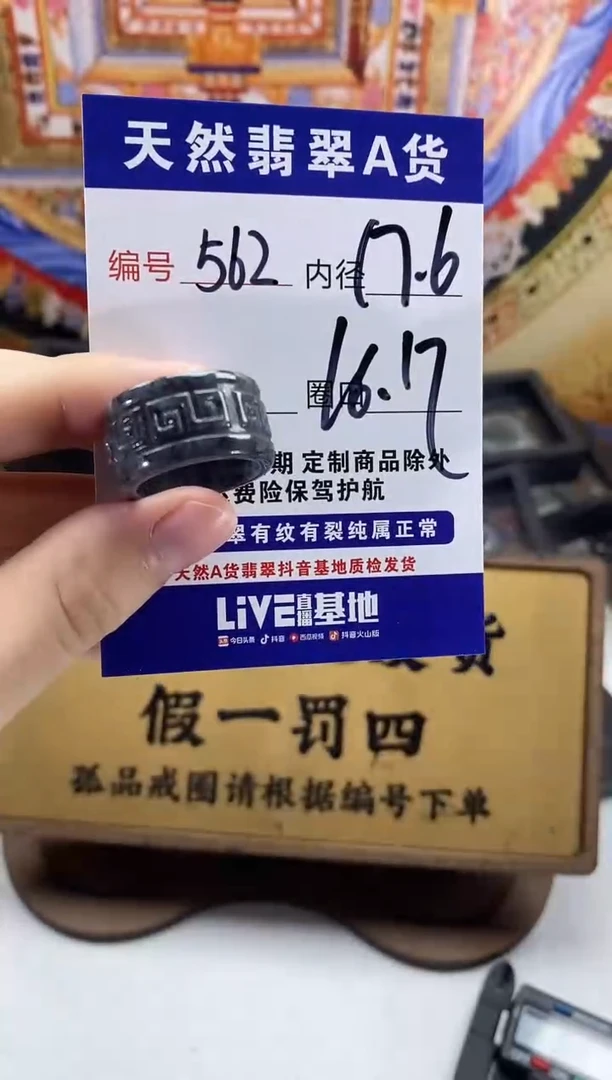 天然翡翠A货
编号 562 内径 17.6
圈口 16.17
期 定制商品除外
费险保驾护航
翠有纹有裂纯属正常
天然A货翡翠抖音基地质检发货
LiVE直播基地
今日头条 抖音 西瓜视频 抖音火山版
货
假一罚四
孤品戒圈请根据编号下单